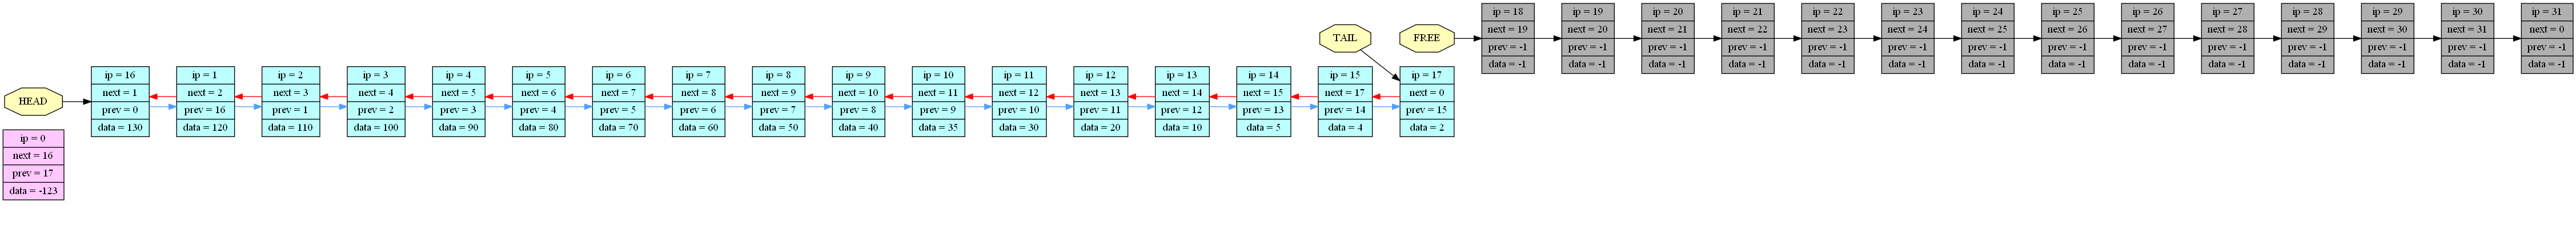 HEAD
ip = 16
next = 1
prev = 0
data = 130
ip = 1
next = 2
prev = 16
data = 120
ip = 2
next = 3
prev = 1
data = 110
ip = 3
next = 4
prev = 2
data = 100
ip = 4
next = 5
prev = 3
data = 90
ip = 5
next = 6
prev = 4
data = 80
ip = 6
next = 7
prev = 5
data = 70
ip = 7
next = 8
prev = 6
data = 60
ip = 8
next = 9
prev = 7
data = 50
ip = 9
next = 10
prev = 8
data = 40
ip = 10
next = 11
prev = 9
data = 35
ip = 11
next = 12
prev = 10
data = 30
ip = 12
next = 13
prev = 11
data = 20
ip = 13
next = 14
prev = 12
data = 10
ip = 14
next = 15
prev = 13
data = 5
ip = 15
next = 17
prev = 14
data = 4
TAIL
ip = 17
next = 0
prev = 15
data = 2
FREE
ip = 18
next = 19
prev = -1
data = -1
ip = 19
next = 20
prev = -1
data = -1
ip = 20
next = 21
prev = -1
data = -1
ip = 21
next = 22
prev = -1
data = -1
ip = 22
next = 23
prev = -1
data = -1
ip = 23
next = 24
prev = -1
data = -1
ip = 24
next = 25
prev = -1
data = -1
ip = 25
next = 26
prev = -1
data = -1
ip = 26
next = 27
prev = -1
data = -1
ip = 27
next = 28
prev = -1
data = -1
ip = 28
next = 29
prev = -1
data = -1
ip = 29
next = 30
prev = -1
data = -1
ip = 30
next = 31
prev = -1
data = -1
ip = 31
next = 0
prev = -1
data = -1
ip = 0
next = 16
prev = 17
data = -123